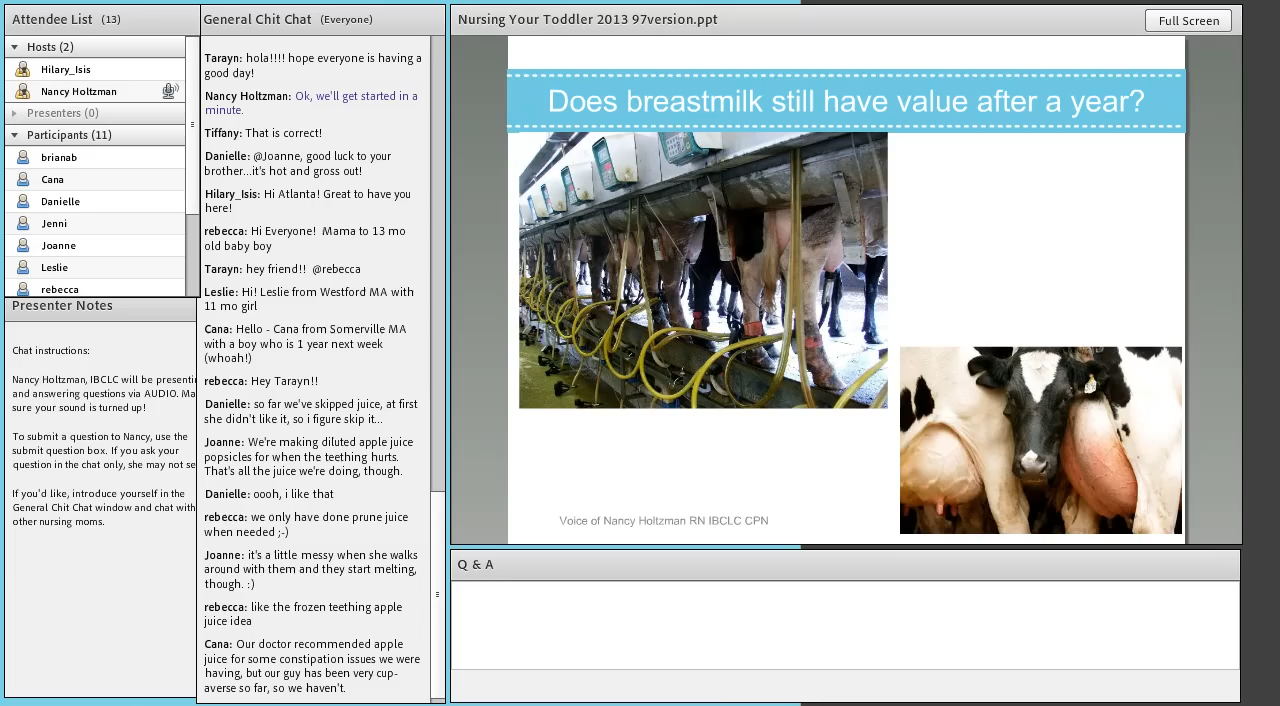 Attendee List (13)
Hosts (2)
Hilary_Isis
Nancy Holtzman
Presenters (0)
Participants (11)
brianab
Cana
Danielle
Jenni
Joanne
Leslie
rebecca
Presenter Notes
Chat instructions:
Nancy Holtzman, IBCLC will be presentin
and answering questions via AUDIO. Ma
sure your sound is turned up!
To submit a question to Nancy, use the
submit question box. If you ask your
question in the chat only, she may not se
If you'd like, introduce yourself in the
General Chit Chat window and chat with
other nursing moms.
General Chit Chat (Everyone)
Tarayn: hola!!!! hope everyone is having a
good day!
Nancy Holtzman: Ok, we'll get started in a
minute.
Tiffany: That is correct!
Danielle: @Joanne, good luck to your
brother...it's hot and gross out!
Hilary_Isis: Hi Atlanta! Great to have you
here!
rebecca: Hi Everyone! Mama to 13 mo
old baby boy
Tarayn: hey friend!! @rebecca
Leslie: Hi! Leslie from Westford MA with
11 mo girl
Cana: Hello - Cana from Somerville MA
with a boy who is 1 year next week
(whoah!)
rebecca: Hey Tarayn!!
Danielle: so far we've skipped juice, at first
she didn't like it, so i figure skip it...
Joanne: We're making diluted apple juice
popsicles for when the teething hurts.
That's all the juice we're doing, though.
Danielle: oooh, i like that
rebecca: we only have done prune juice
when needed ;-)
Joanne: it's a little messy when she walks
around with them and they start melting,
though. :)
rebecca: like the frozen teething apple
juice idea
Cana: Our doctor recommended apple
juice for some constipation issues we were
having, but our guy has been very cup-
averse so far, so we haven't.
Nursing Your Toddler 2013 97version.ppt
Full Screen
Does breastmilk still have value after a year?
Voice of Nancy Holtzman RN IBCLC CPN
Q & A